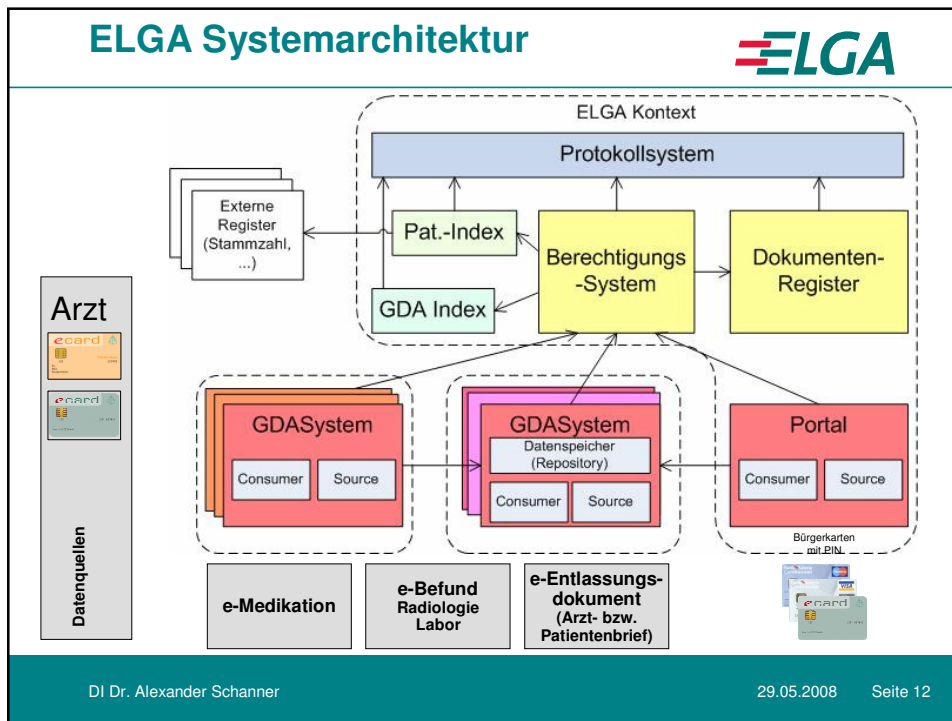 ELGA Systemarchitektur
ELGA
ELGA Kontext
Protokollsystem
Externe
Register
(Stammzahl,
...)
Pat.-Index
GDA Index
Berechtigungs
-System
Dokumenten-
Register
Arzt
ecard
ecard
Datenquellen
GDASystem
Consumer
Source
GDASystem
Datenspeicher
(Repository)
Consumer
Source
Portal
Consumer
Source
Bürgerkarten
mit PIN
VISA
ecard
e-Medikation
e-Befund
Radiologie
Labor
e-Entlassungs-
dokument
(Arzt- bzw.
Patientenbrief)
DI Dr. Alexander Schanner
29.05.2008
Seite 12